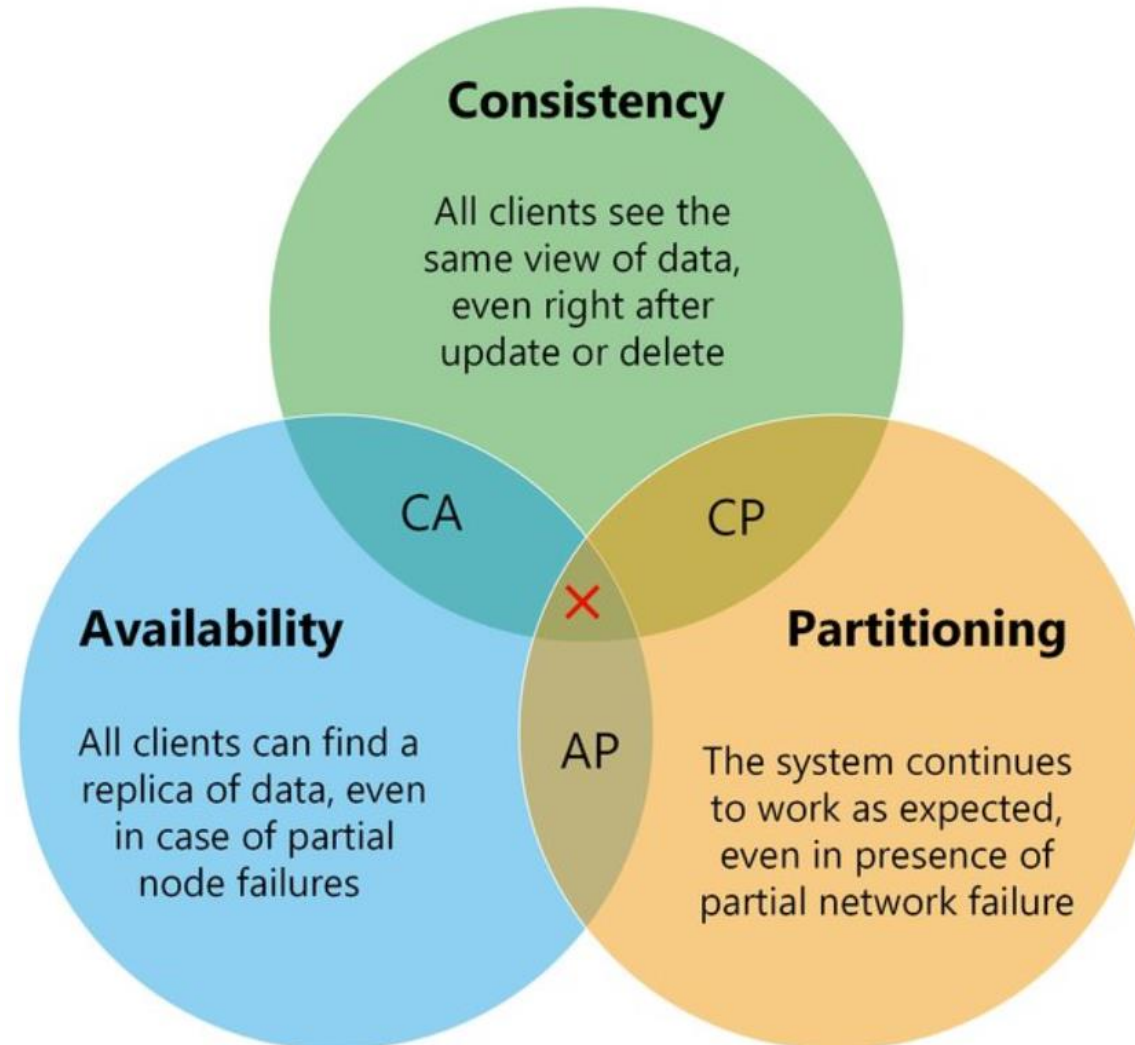 Consistency
All clients see the
same view of data,
even right after
update or delete
CA
CP
Availability
All clients can find a
replica of data, even
in case of partial
node failures
AP
Partitioning
The system continues
to work as expected,
even in presence of
partial network failure